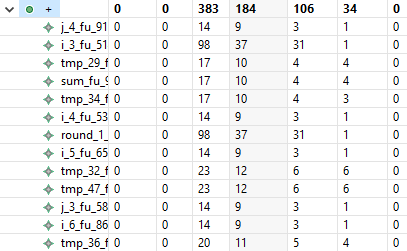 + 0 0 383 184 106 34 0
j_4_fu_91 0 0 14 9 3 1 0
i_3_fu_51 0 0 98 37 31 1 0
tmp_29_f 0 0 17 10 4 4 0
sum_fu_9 0 0 17 10 4 4 0
tmp_34_f 0 0 17 10 4 3 0
i_4_fu_53 0 0 14 9 3 1 0
round_1_ 0 0 98 37 31 1 0
i_5_fu_65 0 0 14 9 3 1 0
tmp_32_f 0 0 23 12 6 6 0
tmp_47_f 0 0 23 12 6 6 0
j_3_fu_58 0 0 14 9 3 1 0
i_6_fu_86 0 0 14 9 3 1 0
tmp_36_f 0 0 20 11 5 4 0